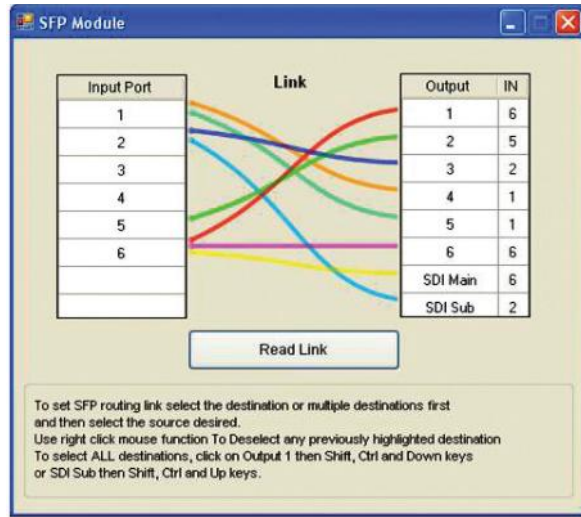 SFP Module
Link
Input Port
1
2
3
4
5
6
Output IN
1 6
2 5
3 2
4 1
5 1
6 6
SDI Main 6
SDI Sub 2
Read Link
To set SFP routing link select the destination or multiple destinations first
and then select the source desired.
Use right click mouse function To Deselect any previously highlighted destination
To select ALL destinations, click on Output 1 then Shift, Ctrl and Down keys
or SDI Sub then Shift, Ctrl and Up keys.